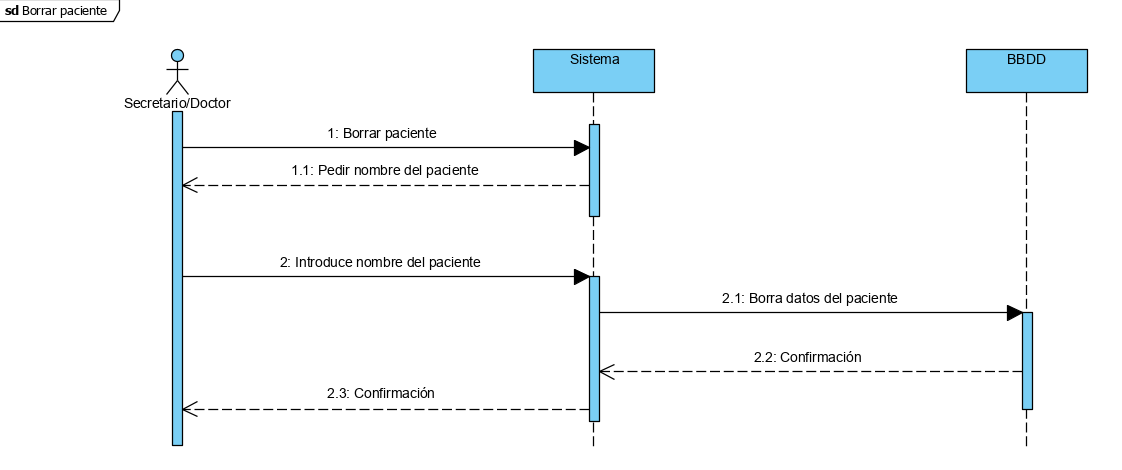 sd Borrar paciente
Secretario/Doctor
Sistema
BBDD
1: Borrar paciente
1.1: Pedir nombre del paciente
2: Introduce nombre del paciente
2.1: Borra datos del paciente
2.2: Confirmación
2.3: Confirmación